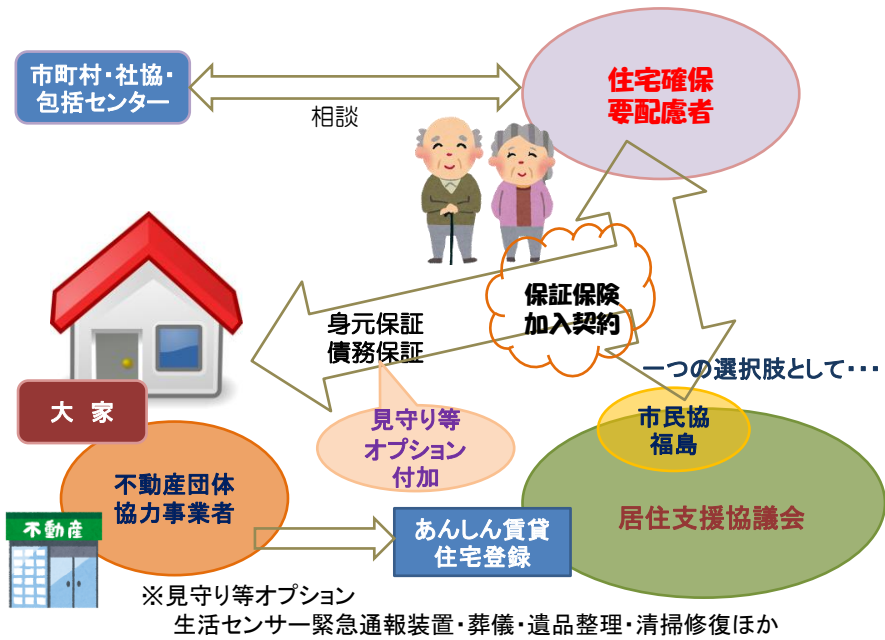 市町村・社協・
包括センター
相談
住宅確保
要配慮者
保証保険
加入契約
身元保証
債務保証
一つの選択肢として・・・
大 家
見守り等
オプション
付加
市民協
福島
不動産団体
協力事業者
居住支援協議会
不動産
あんしん賃貸
住宅登録
※見守り等オプション
生活センサー緊急通報装置・葬儀・遺品整理・清掃修復ほか